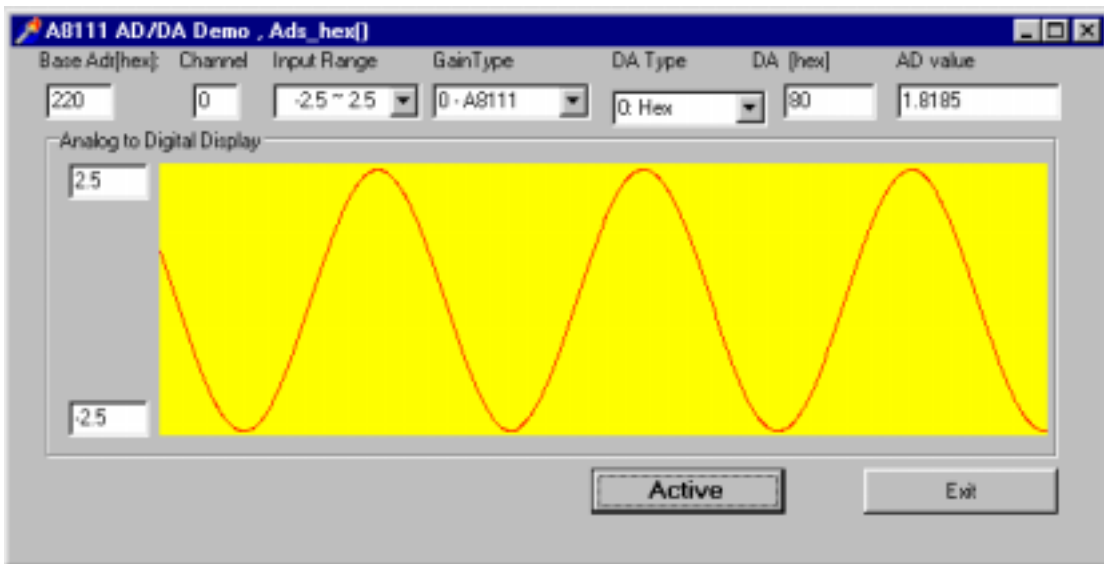 A8111 AD/DA Demo , Ads_hex()
Base Adr[hex]: Channel Input Range GainType DA Type DA [hex] AD value
220 0 -2.5 ~ 2.5 0 - A8111 0: Hex 80 1.8185
Analog to Digital Display
2.5
-2.5
Active Exit